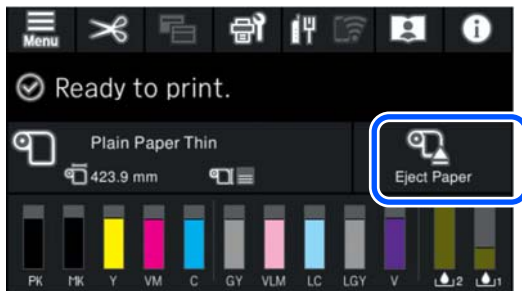 Menu
Ready to print.
Plain Paper Thin
423.9 mm
Eject Paper
PK MK Y VM C GY VLM LC LGY V 2 1